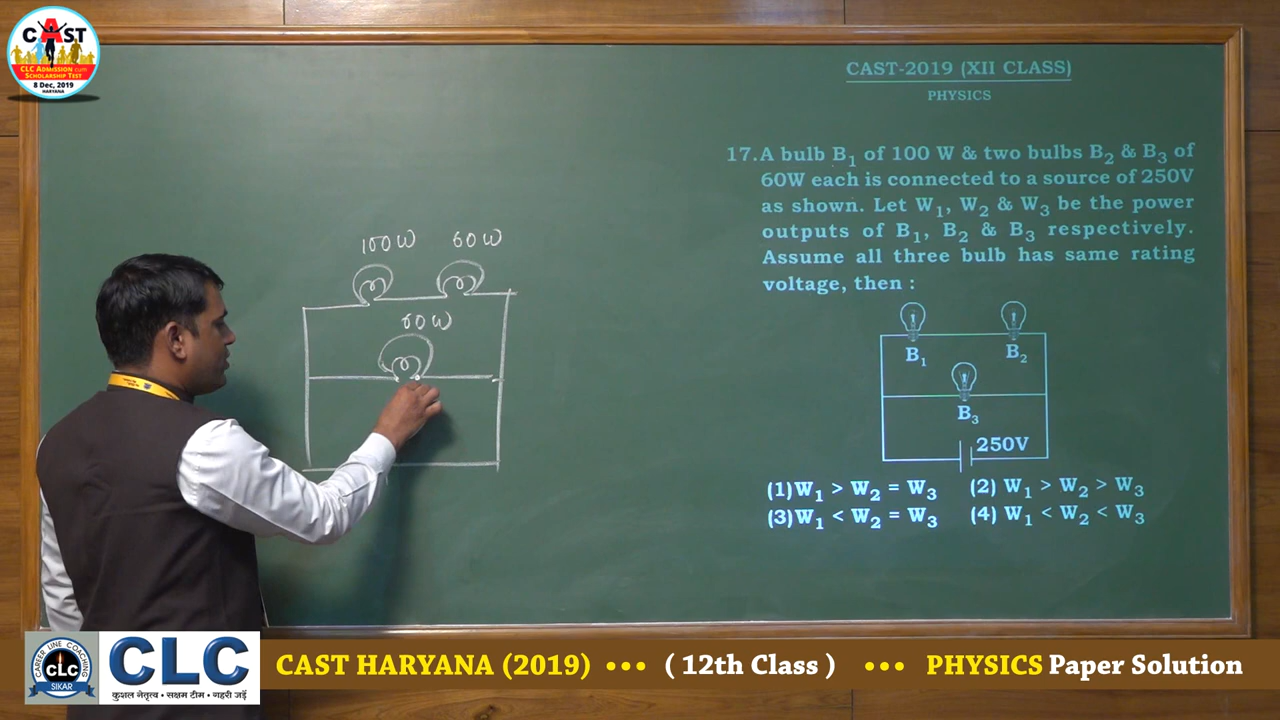 CAST
CLC ADMISSION cum
SCHOLARSHIP TEST
8 Dec, 2019
HARYANA
CAST-2019 (XII CLASS)
PHYSICS
17. A bulb B₁ of 100 W & two bulbs B₂ & B₃ of
60W each is connected to a source of 250V
as shown. Let W₁, W₂ & W₃ be the power
outputs of B₁, B₂ & B₃ respectively.
Assume all three bulb has same rating
voltage, then :
100 W 60 W
60 W
B₁ B₂
B₃
250V
(1) W₁ > W₂ = W₃ (2) W₁ > W₂ > W₃
(3) W₁ < W₂ = W₃ (4) W₁ < W₂ < W₃
CAREER LINE COACHING
CLC
SIKAR
CLC
कुशल नेतृत्व • सक्षम टीम • गहरी जड़ें
CAST HARYANA (2019) ••• ( 12th Class ) ••• PHYSICS Paper Solution